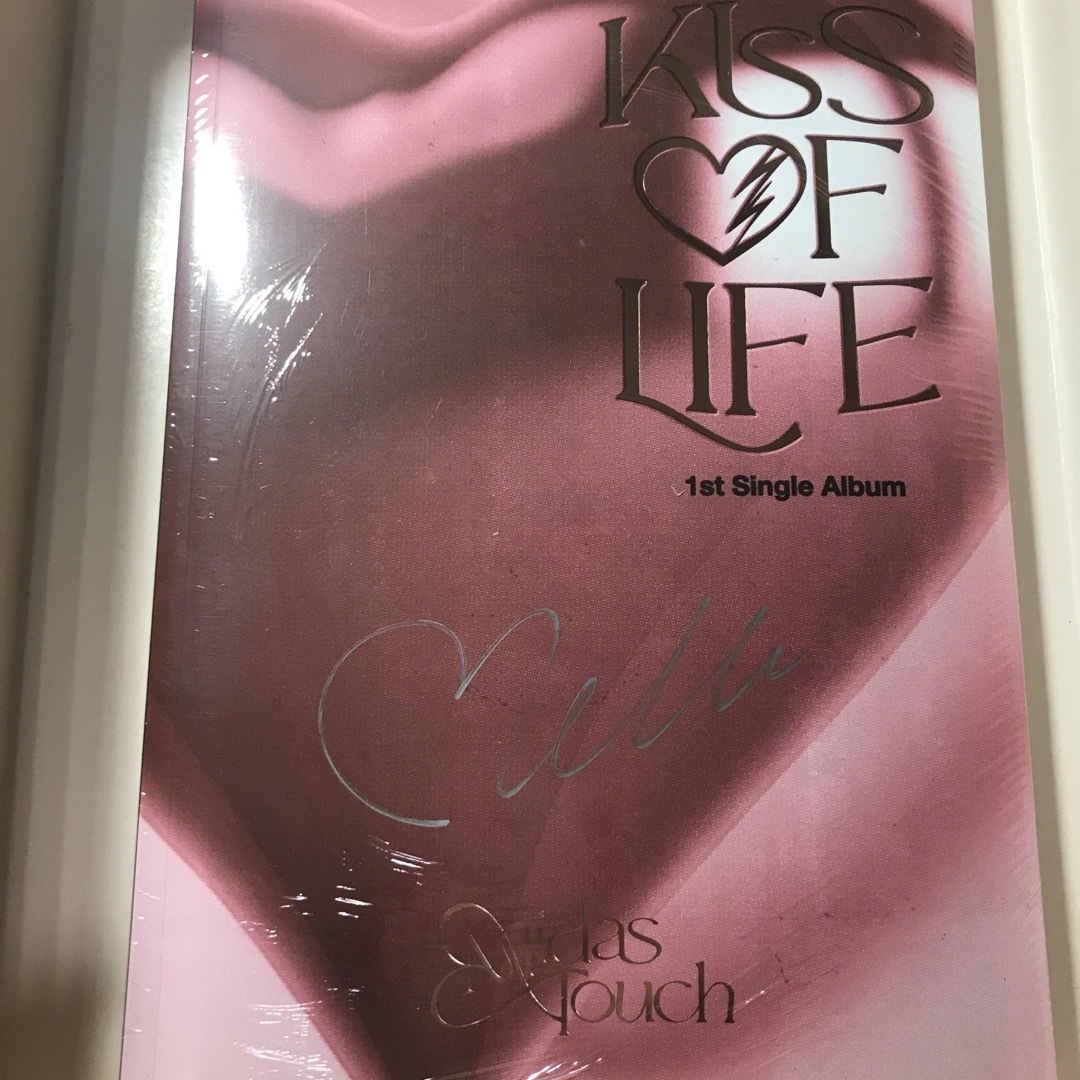 KISS
OF
LIFE
1st Single Album
Midas
Touch